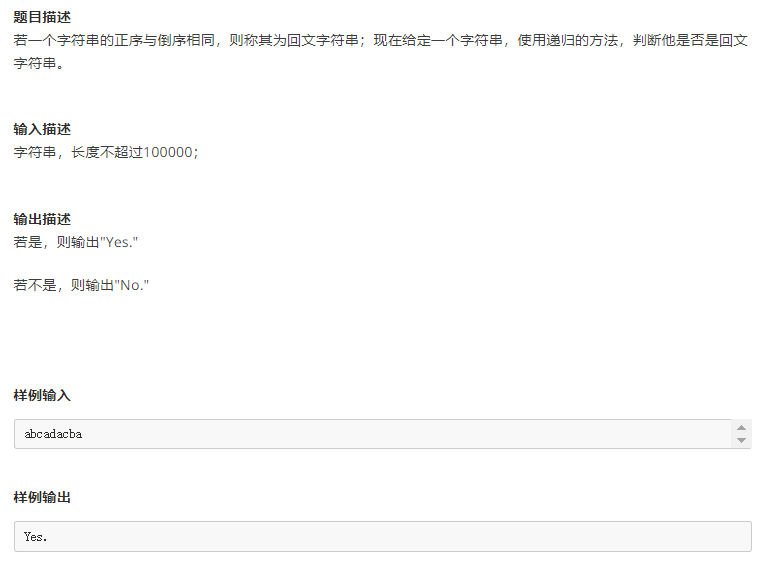 题目描述
若一个字符串的正序与倒序相同，则称其为回文字符串；现在给定一个字符串，使用递归的方法，判断他是否是回文
字符串。
输入描述
字符串，长度不超过100000；
输出描述
若是，则输出"Yes."
若不是，则输出"No."
样例输入
abcadacba
样例输出
Yes.